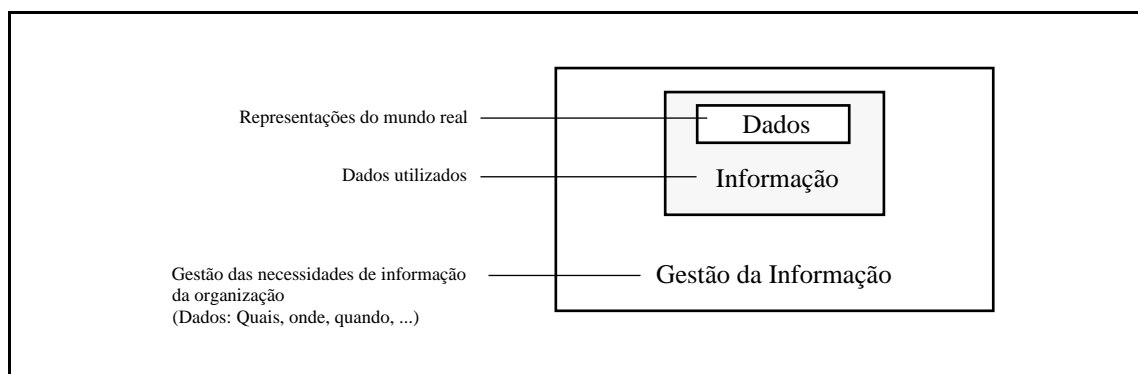 Representações do mundo real
Dados
Dados utilizados
Informação
Gestão das necessidades de informação
da organização
(Dados: Quais, onde, quando, ...)
Gestão da Informação